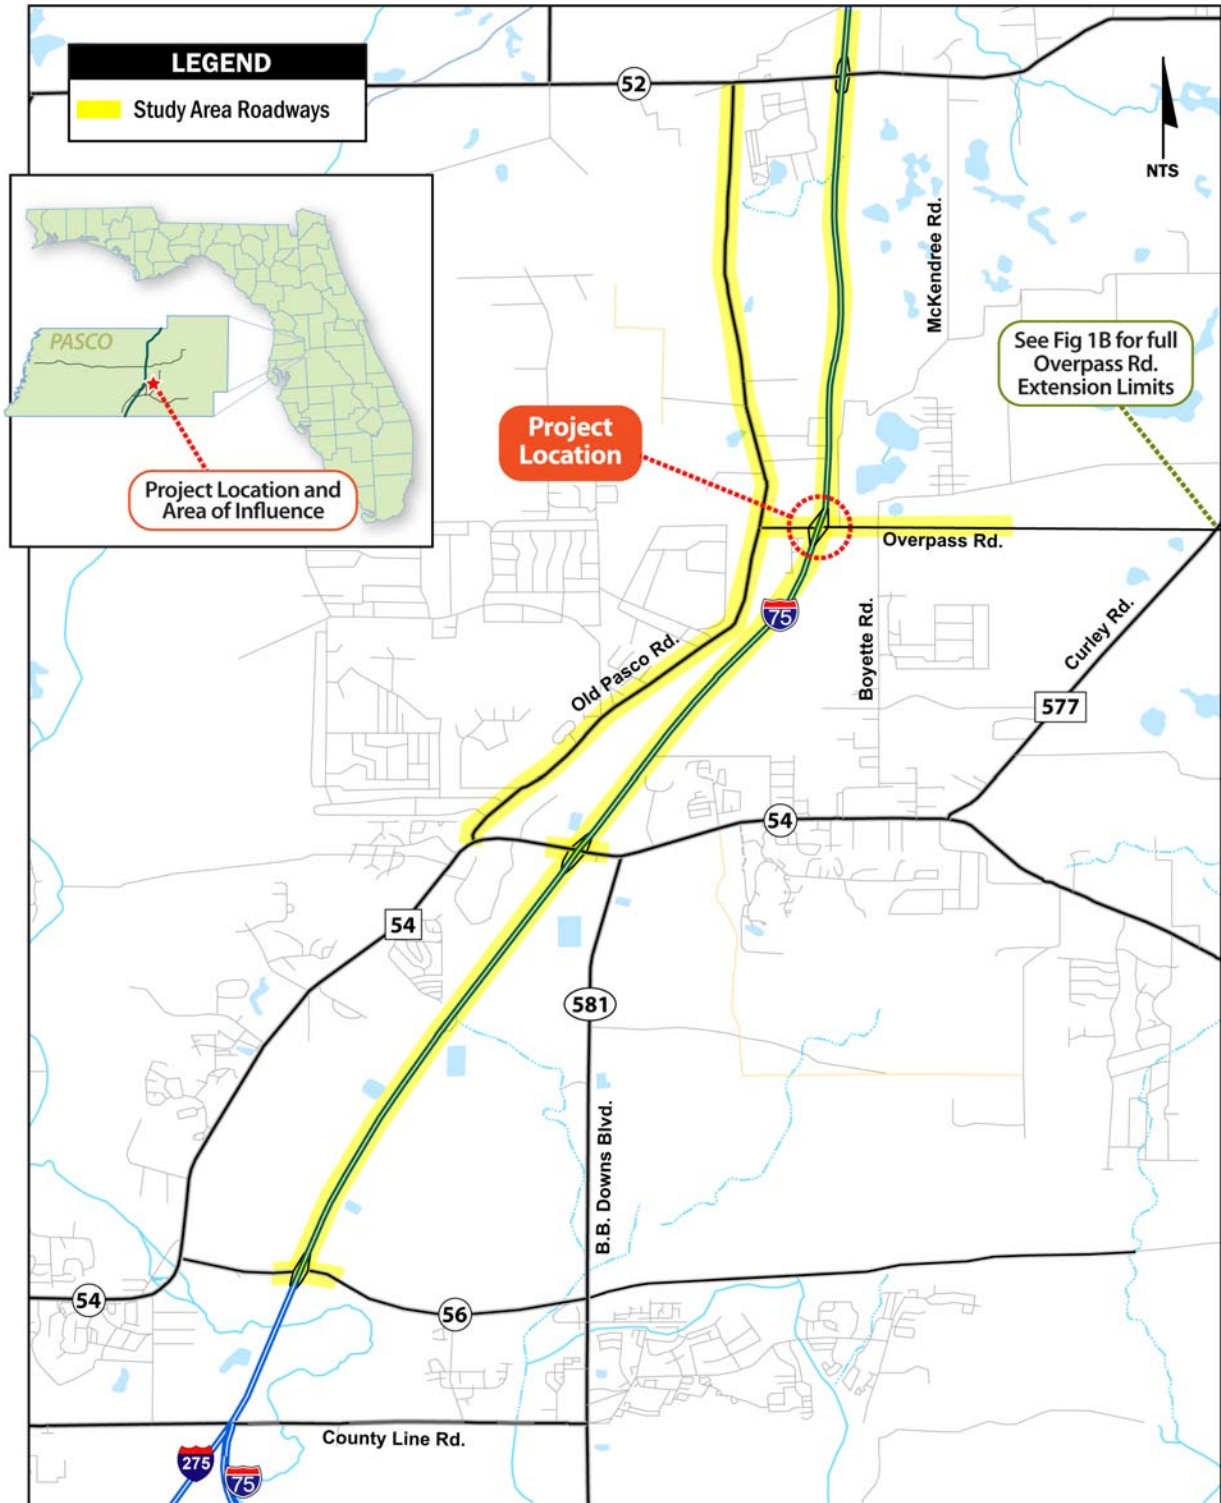 LEGEND
Study Area Roadways
52
NTS
PASCO
Project Location and
Area of Influence
McKendree Rd.
See Fig 1B for full
Overpass Rd.
Extension Limits
Project
Location
Overpass Rd.
75
Old Pasco Rd.
Boyette Rd.
Curley Rd.
577
54
54
581
B.B. Downs Blvd.
54
56
County Line Rd.
275
75